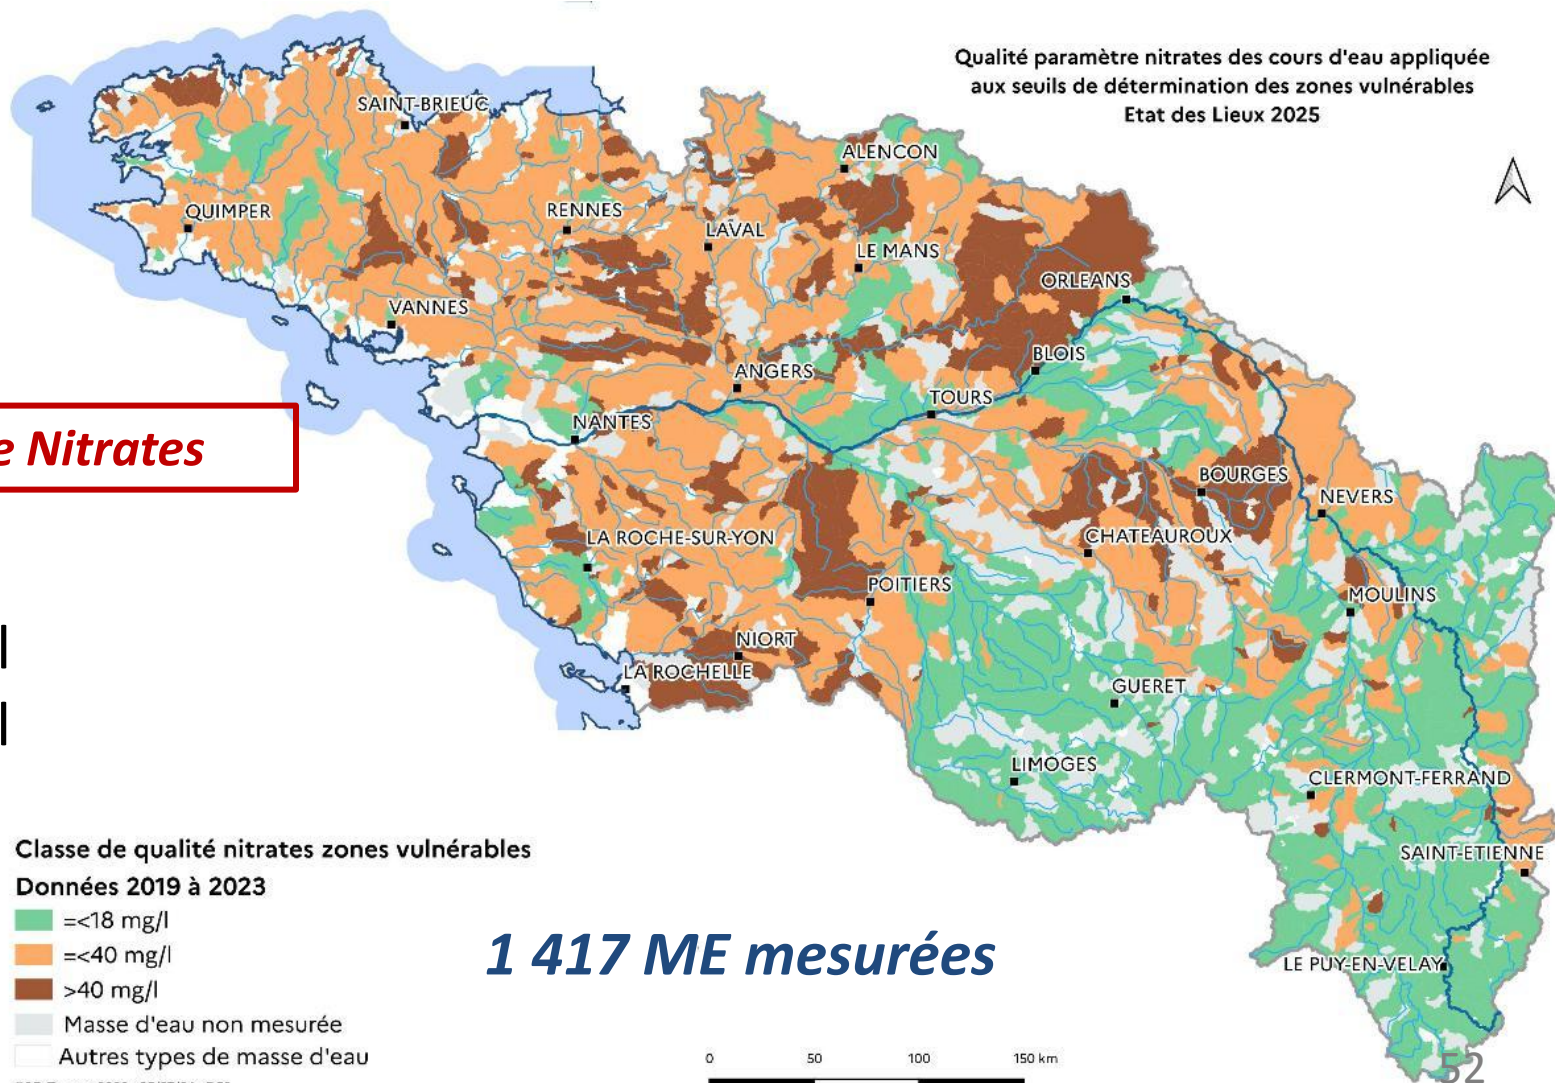 Qualité paramètre nitrates des cours d'eau appliquée
aux seuils de détermination des zones vulnérables
Etat des Lieux 2025
SAINT-BRIEUC
ALENCON
QUIMPER
RENNES
LAVAL
LE MANS
ORLEANS
VANNES
BLOIS
ANGERS
TOURS
NANTES
e Nitrates
BOURGES
NEVERS
LA ROCHE-SUR-YON
CHATEAUROUX
POITIERS
MOULINS
NIORT
LA ROCHELLE
GUERET
LIMOGES
CLERMONT-FERRAND
SAINT-ETIENNE
LE PUY-EN-VELAY
Classe de qualité nitrates zones vulnérables
Données 2019 à 2023
=<18 mg/l
=<40 mg/l
>40 mg/l
Masse d'eau non mesurée
Autres types de masse d'eau
1 417 ME mesurées
0 50 100 150 km
52